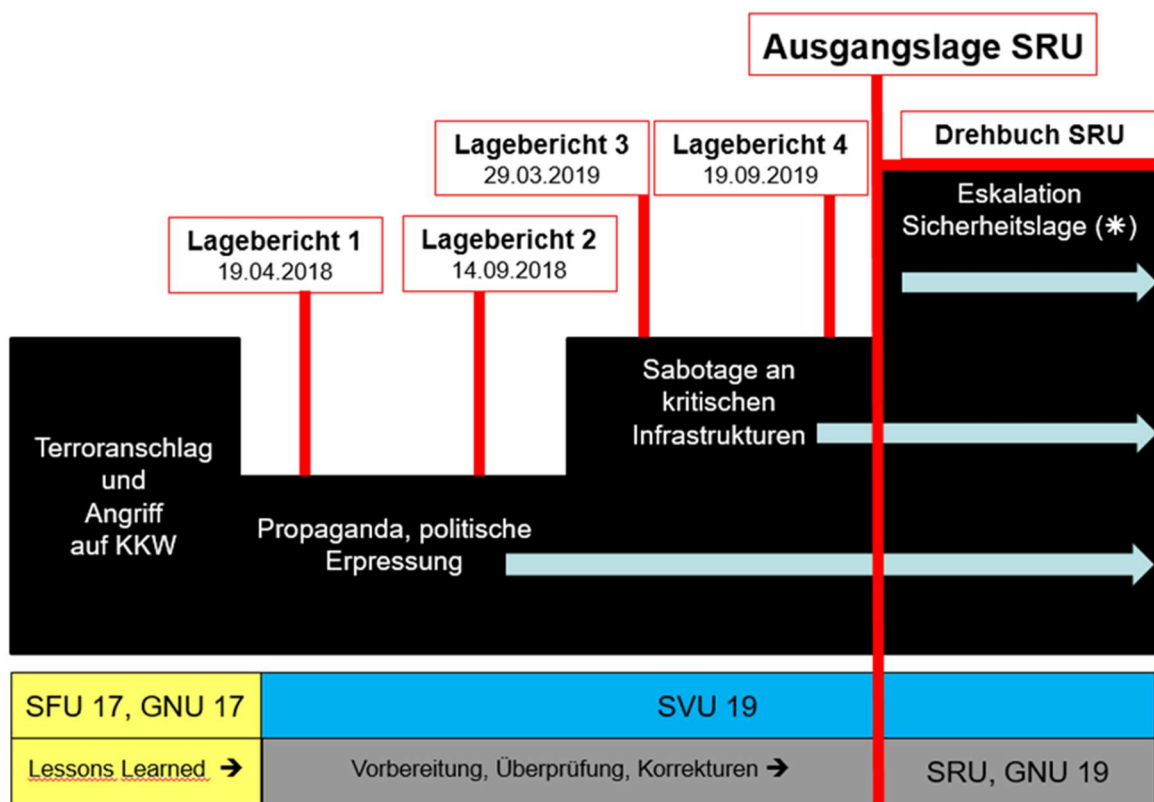 Ausgangslage SRU
Lagebericht 3
29.03.2019
Lagebericht 4
19.09.2019
Drehbuch SRU
Lagebericht 1
19.04.2018
Lagebericht 2
14.09.2018
Eskalation
Sicherheitslage (✳)
Sabotage an
kritischen
Infrastrukturen
Terroranschlag
und
Angriff
auf KKW
Propaganda, politische
Erpressung
SFU 17, GNU 17
SVU 19
Lessons Learned ➔
Vorbereitung, Überprüfung, Korrekturen ➔
SRU, GNU 19